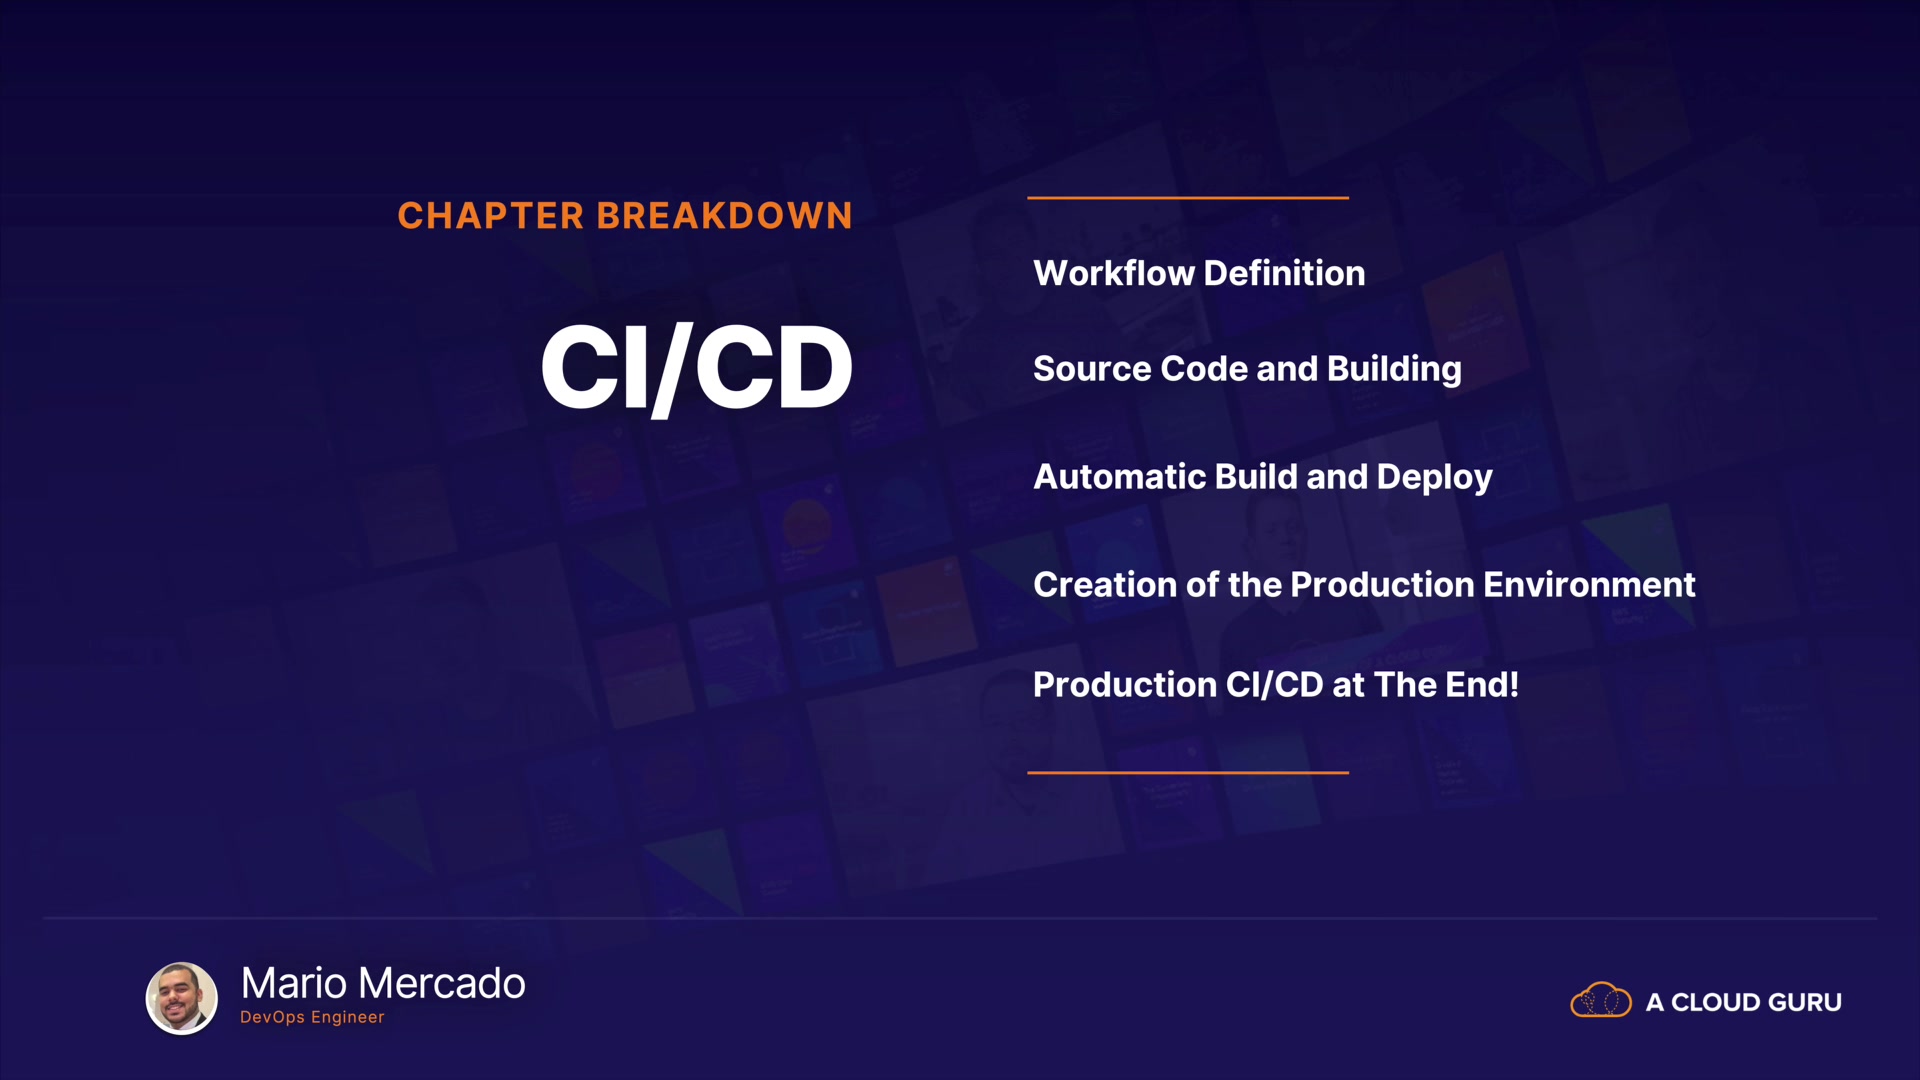 CHAPTER BREAKDOWN
CI/CD
Workflow Definition
Source Code and Building
Automatic Build and Deploy
Creation of the Production Environment
Production CI/CD at The End!
Mario Mercado
DevOps Engineer
A CLOUD GURU